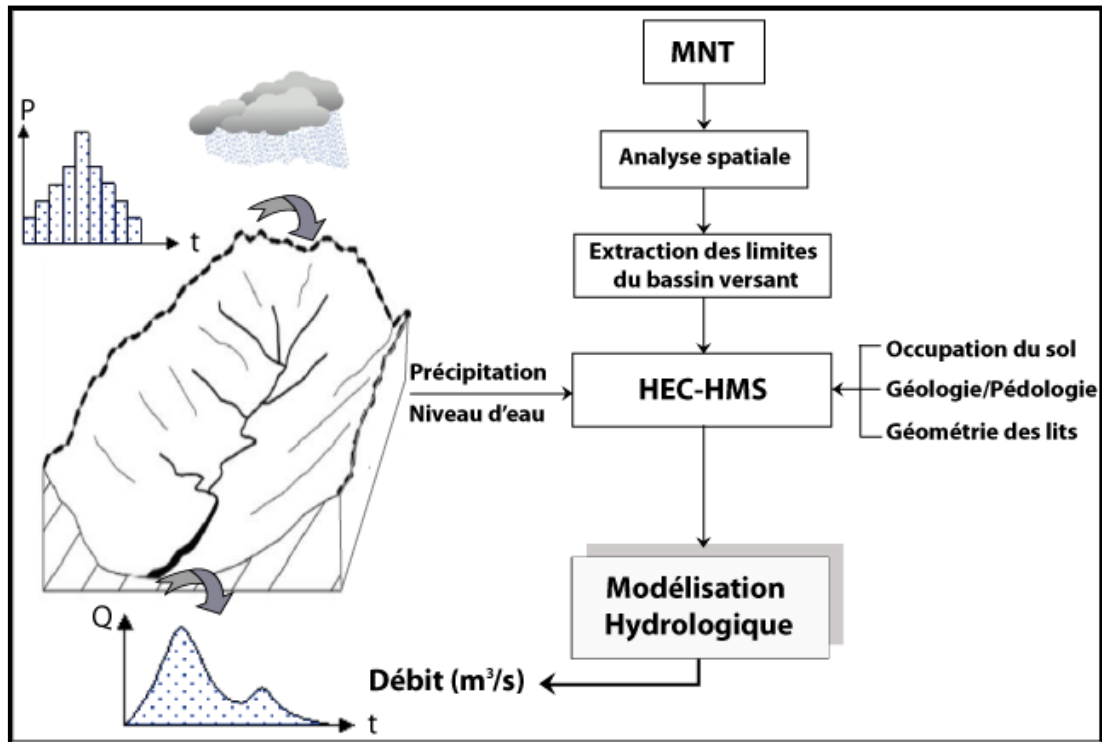 MNT
P
Analyse spatiale
t
Extraction des limites
du bassin versant
Précipitation
Niveau d'eau
HEC-HMS
Occupation du sol
Géologie/Pédologie
Géométrie des lits
Modélisation
Hydrologique
Q
Débit (m³/s)
t